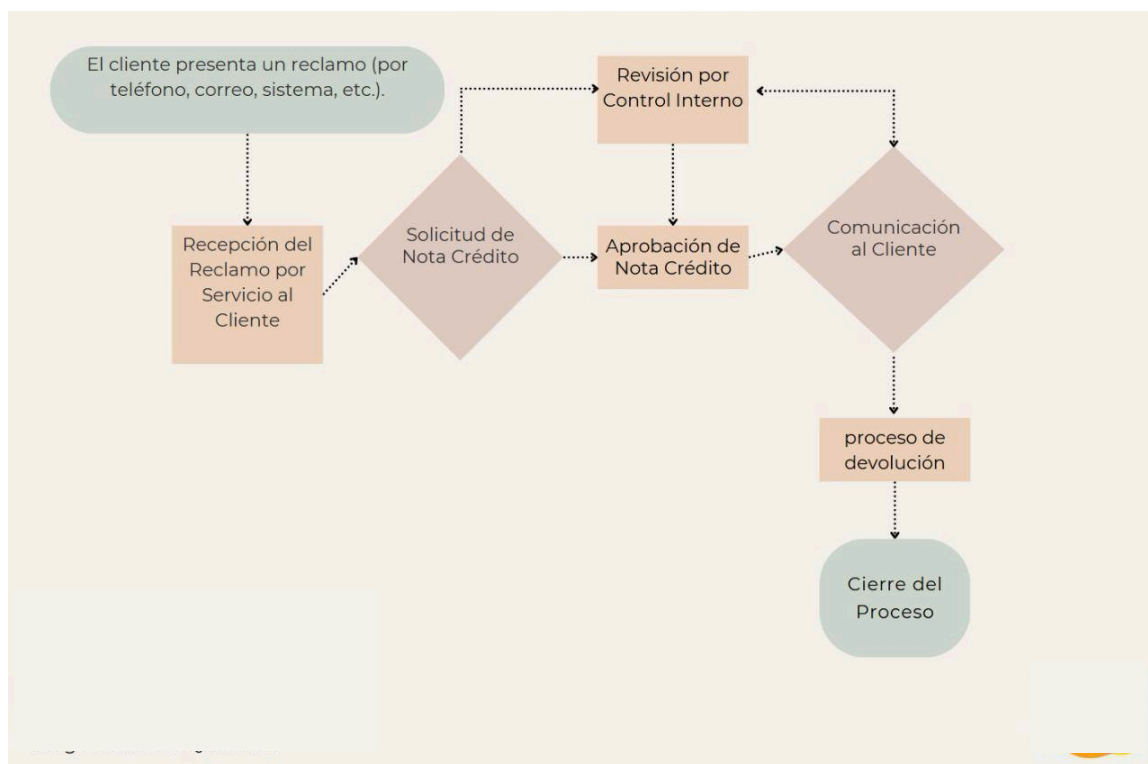 El cliente presenta un reclamo (por
teléfono, correo, sistema, etc.).
Revisión por
Control Interno
Recepción del
Reclamo por
Servicio al
Cliente
Solicitud de
Nota Crédito
Aprobación de
Nota Crédito
Comunicación
al Cliente
proceso de
devolución
Cierre del
Proceso